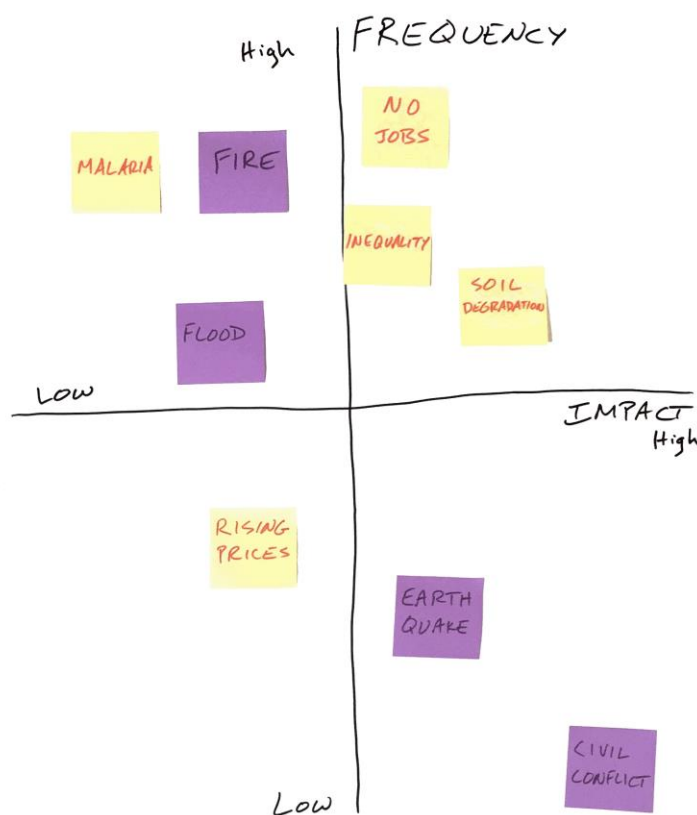 High
FREQUENCY
NO
JOBS
MALARIA
FIRE
INEQUALITY
SOIL
DEGRADATION
FLOOD
LOW
IMPACT
High
RISING
PRICES
EARTH
QUAKE
CIVIL
CONFLICT
LOW